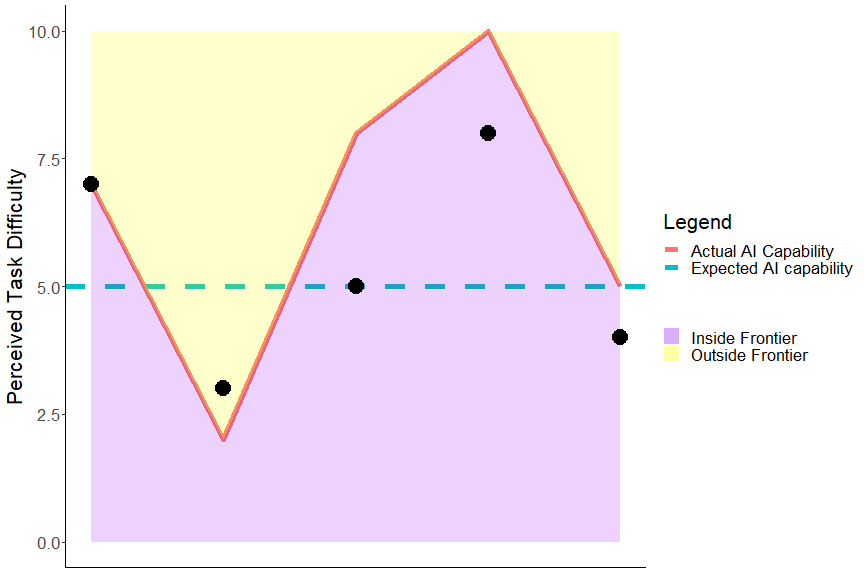 10.0
7.5
5.0
2.5
0.0
Perceived Task Difficulty
Legend
Actual AI Capability
Expected AI capability
Inside Frontier
Outside Frontier